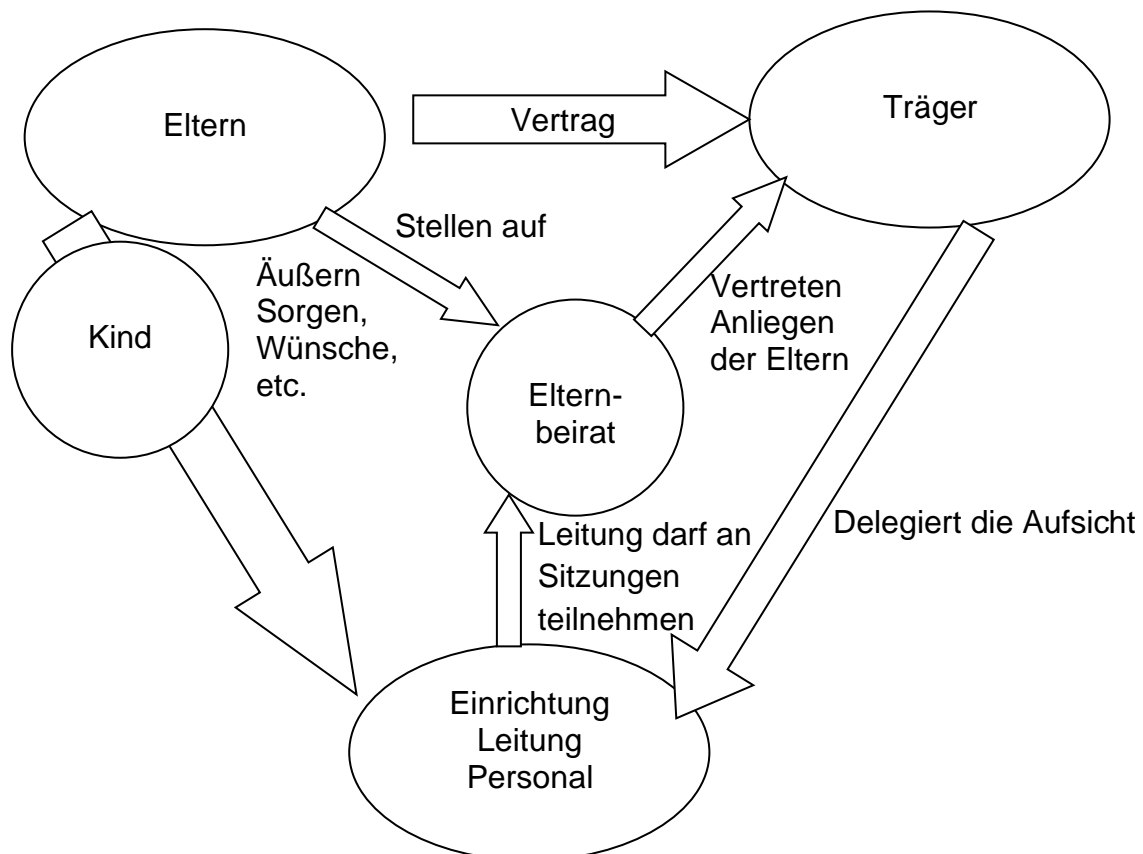 Eltern
Vertrag
Träger
Stellen auf
Äußern
Sorgen,
Wünsche,
etc.
Kind
Vertreten
Anliegen
der Eltern
Eltern-
beirat
Leitung darf an
Sitzungen
teilnehmen
Delegiert die Aufsicht
Einrichtung
Leitung
Personal